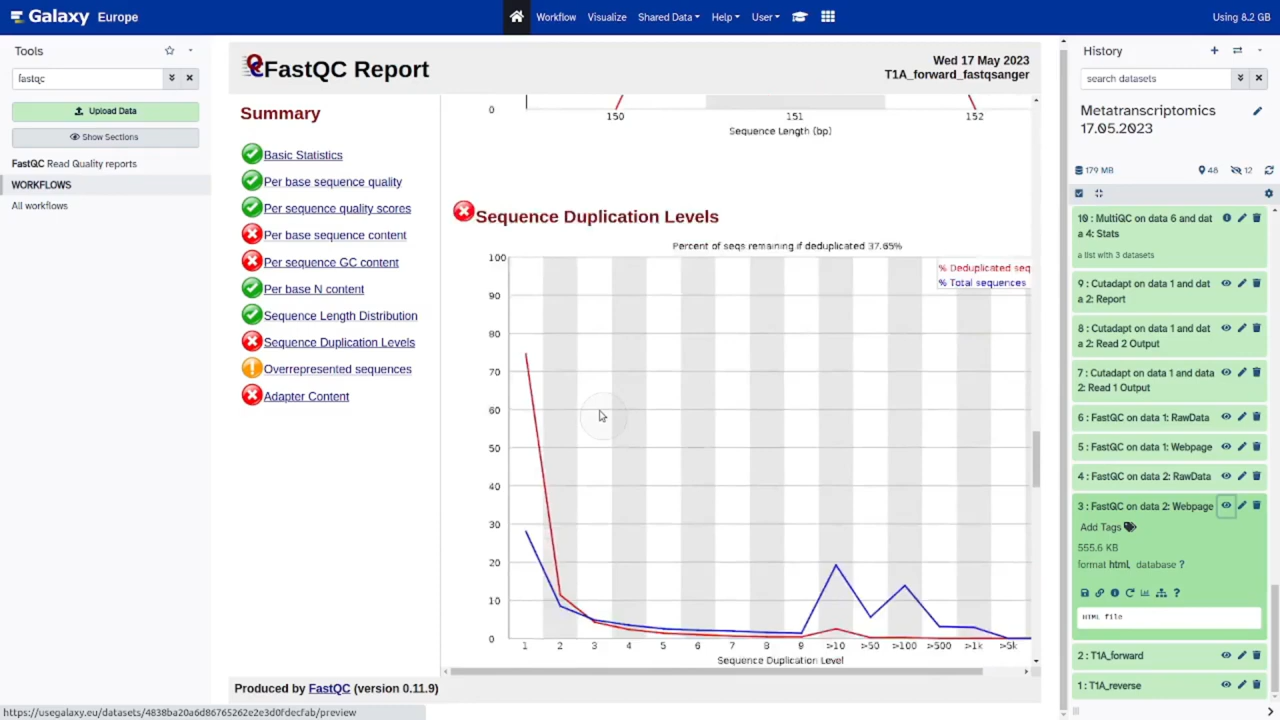 Galaxy Europe
Workflow Visualize Shared Data Help User
Using 8.2 GB
Tools
fastqc
Upload Data
Show Sections
FastQC Read Quality reports
WORKFLOWS
All workflows
FastQC Report
Wed 17 May 2023
T1A_forward_fastqsanger
Summary
Basic Statistics
Per base sequence quality
Per sequence quality scores
Per base sequence content
Per sequence GC content
Per base N content
Sequence Length Distribution
Sequence Duplication Levels
Overrepresented sequences
Adapter Content
0
150 151 152
Sequence Length (bp)
Sequence Duplication Levels
Percent of seqs remaining if deduplicated 37.65%
% Deduplicated seq
% Total sequences
100
90
80
70
60
50
40
30
20
10
0
1 2 3 4 5 6 7 8 9 >10 >50 >100 >500 >1k >5k
Sequence Duplication Level
Produced by FastQC (version 0.11.9)
https://usegalaxy.eu/datasets/4838ba20a6d86765262e2e3d0fdecfab/preview
History
search datasets
Metatranscriptomics
17.05.2023
179 MB
46 12
10 : MultiQC on data 6 and dat
a 4: Stats
a list with 3 datasets
9 : Cutadapt on data 1 and dat
a 2: Report
8 : Cutadapt on data 1 and dat
a 2: Read 2 Output
7 : Cutadapt on data 1 and data
2: Read 1 Output
6 : FastQC on data 1: RawData
5 : FastQC on data 1: Webpage
4 : FastQC on data 2: RawData
3 : FastQC on data 2: Webpage
Add Tags
555.6 KB
format html, database ?
HTML file
2 : T1A_forward
1 : T1A_reverse